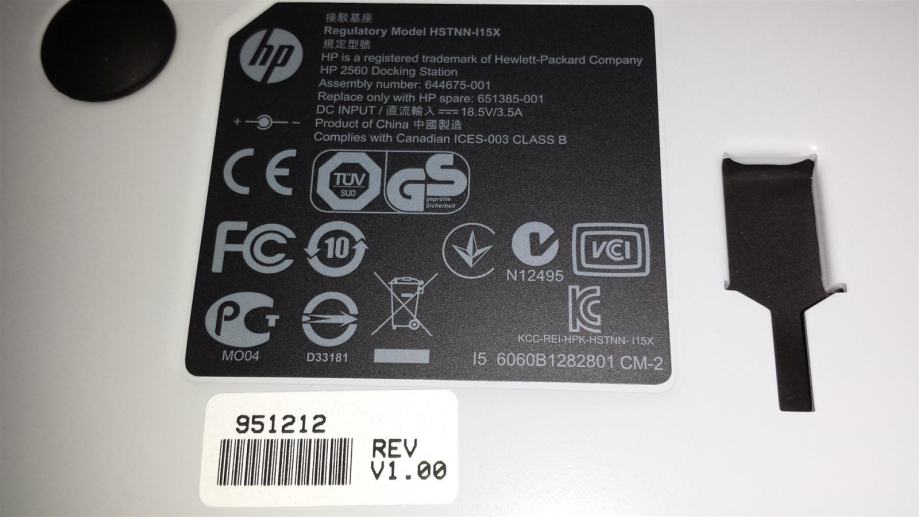 接駁基座
Regulatory Model HSTNN-I15X
規定型號
HP is a registered trademark of Hewlett-Packard Company
HP 2560 Docking Station
Assembly number: 644675-001
Replace only with HP spare: 651385-001
DC INPUT / 直流輸入 ⎓ 18.5V/3.5A
Product of China 中國製造
Complies with Canadian ICES-003 CLASS B
hp
+ -
CE
TÜV
SUD
GS
geprüfte
Sicherheit
FC
10
N12495
VCI
PCT
MO04
D33181
KC
KCC-REI-HPK-HSTNN- I15X
I5 6060B1282801 CM-2
951212
REV
V1.00